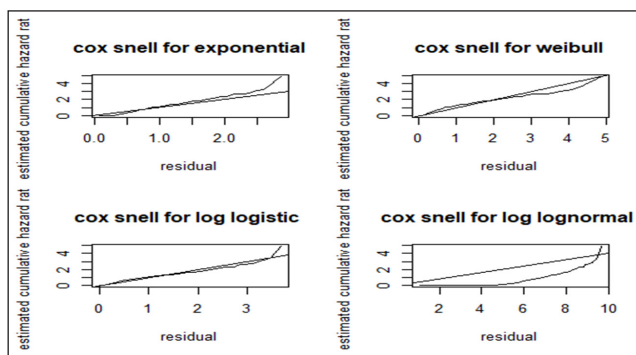 cox snell for exponential
estimated cumulative hazard rat
0 2 4
0.0 1.0 2.0
residual
cox snell for weibull
estimated cumulative hazard rat
0 2 4
0 1 2 3 4 5
residual
cox snell for log logistic
estimated cumulative hazard rat
0 2 4
0 1 2 3
residual
cox snell for log lognormal
estimated cumulative hazard rat
0 2 4
2 4 6 8 10
residual